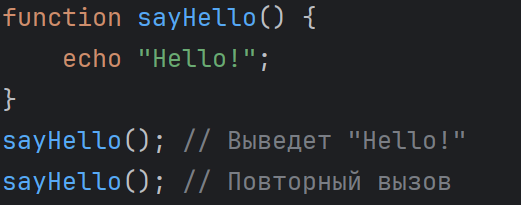 function sayHello() {
    echo "Hello!";
}
sayHello(); // Выведет "Hello!"
sayHello(); // Повторный вызов